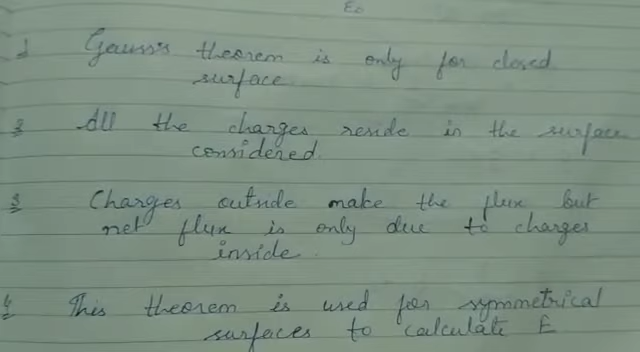 E₀
1 Gauss's theorem is only for closed
surface.
2 All the charges reside in the surface
considered.
3 Charges outside make the flux but
net flux is only due to charges
inside.
4 This theorem is used for symmetrical
surfaces to calculate E